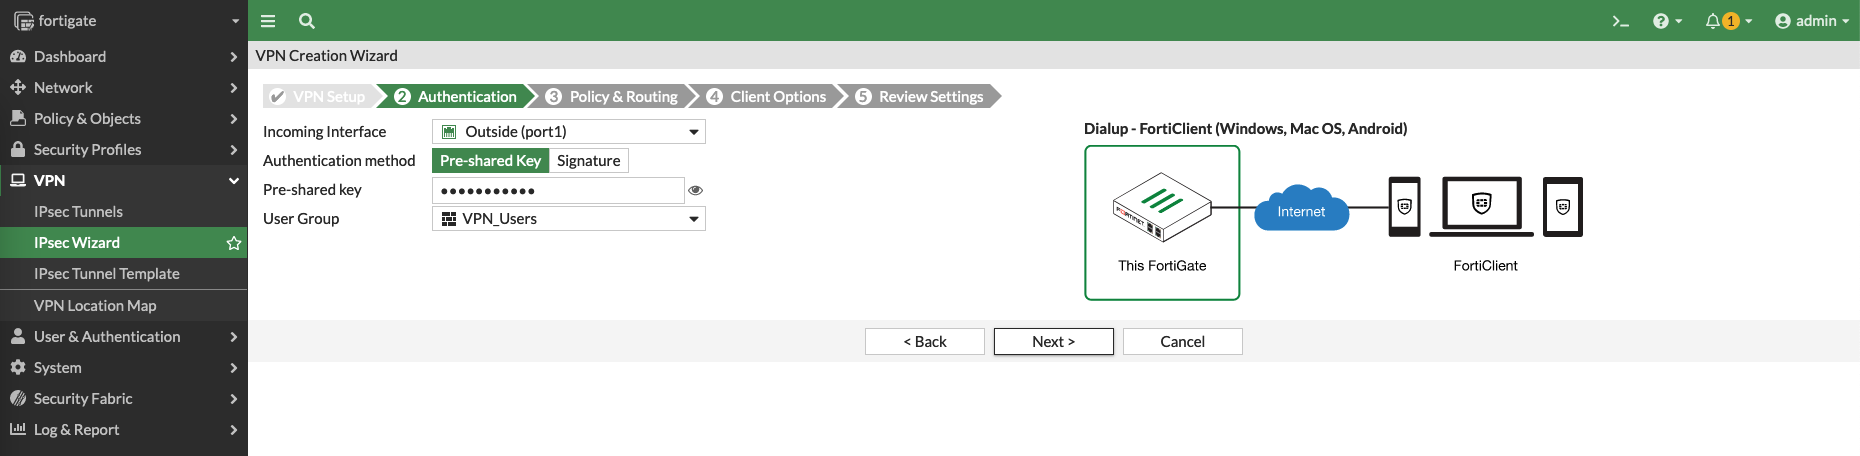 fortigate
1
admin
Dashboard
Network
Policy & Objects
Security Profiles
VPN
IPsec Tunnels
IPsec Wizard
IPsec Tunnel Template
VPN Location Map
User & Authentication
System
Security Fabric
Log & Report
VPN Creation Wizard
VPN Setup 2 Authentication 3 Policy & Routing 4 Client Options 5 Review Settings
Incoming Interface Outside (port1)
Authentication method Pre-shared Key Signature
Pre-shared key •••••••••••
User Group VPN_Users
Dialup - FortiClient (Windows, Mac OS, Android)
FORTINET
Internet
This FortiGate
FortiClient
< Back Next > Cancel